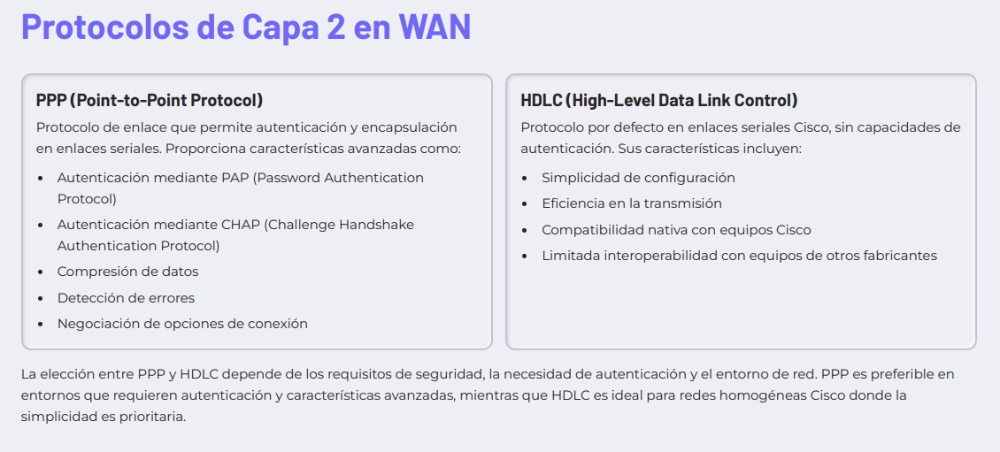 Protocolos de Capa 2 en WAN
PPP (Point-to-Point Protocol)
Protocolo de enlace que permite autenticación y encapsulación
en enlaces seriales. Proporciona características avanzadas como:
• Autenticación mediante PAP (Password Authentication
Protocol)
• Autenticación mediante CHAP (Challenge Handshake
Authentication Protocol)
• Compresión de datos
• Detección de errores
• Negociación de opciones de conexión
HDLC (High-Level Data Link Control)
Protocolo por defecto en enlaces seriales Cisco, sin capacidades de
autenticación. Sus características incluyen:
• Simplicidad de configuración
• Eficiencia en la transmisión
• Compatibilidad nativa con equipos Cisco
• Limitada interoperabilidad con equipos de otros fabricantes
La elección entre PPP y HDLC depende de los requisitos de seguridad, la necesidad de autenticación y el entorno de red. PPP es preferible en
entornos que requieren autenticación y características avanzadas, mientras que HDLC es ideal para redes homogéneas Cisco donde la
simplicidad es prioritaria.